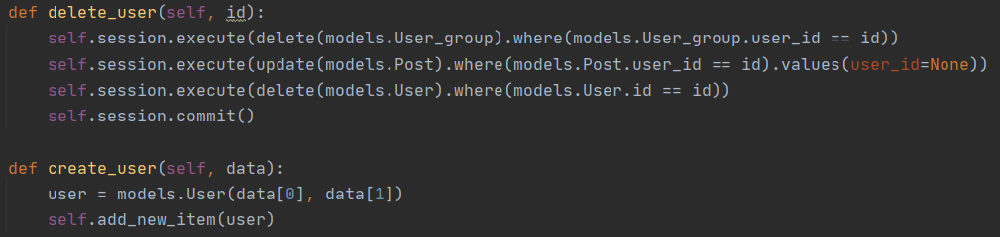 def delete_user(self, id):
    self.session.execute(delete(models.User_group).where(models.User_group.user_id == id))
    self.session.execute(update(models.Post).where(models.Post.user_id == id).values(user_id=None))
    self.session.execute(delete(models.User).where(models.User.id == id))
    self.session.commit()

def create_user(self, data):
    user = models.User(data[0], data[1])
    self.add_new_item(user)